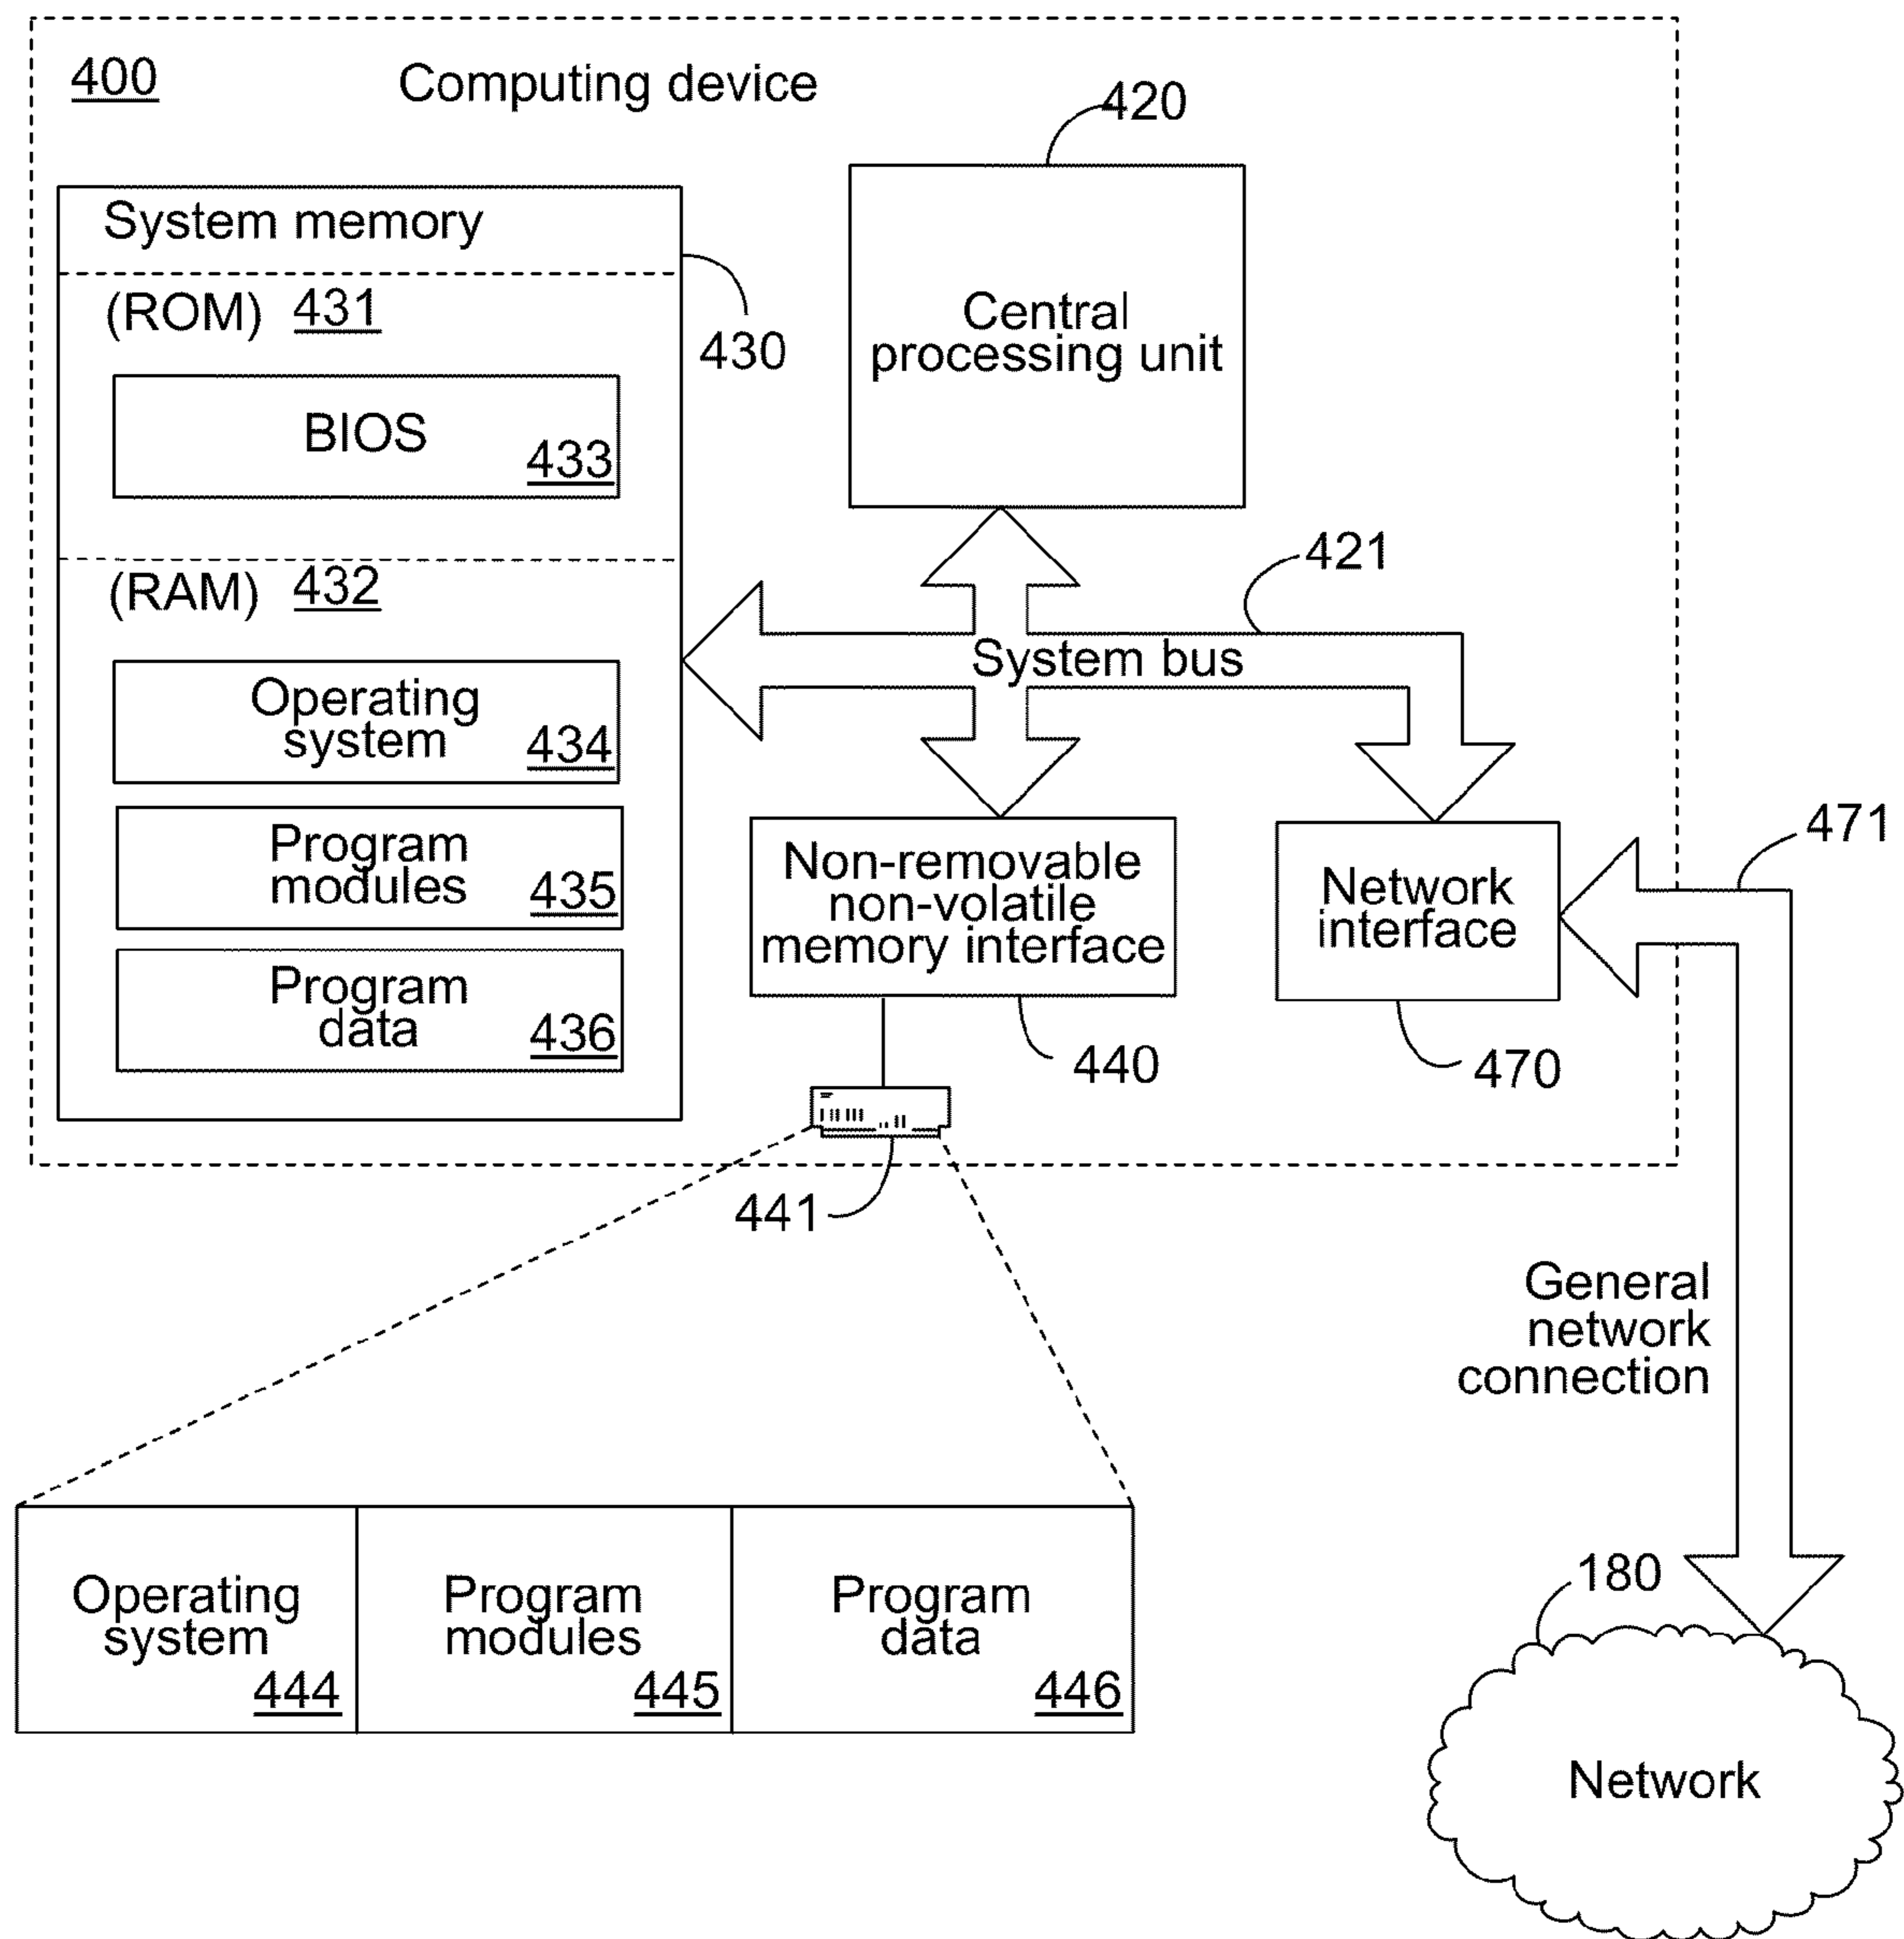 400
Computing device
420
System memory
(ROM) 431
430
BIOS
433
Central
processing unit
(RAM) 432
421
System bus
Operating
system
434
Program
modules
435
Program
data
436
Non-removable
non-volatile
memory interface
440
Network
interface
470
471
441
General
network
connection
Operating
system
444
Program
modules
445
Program
data
446
180
Network